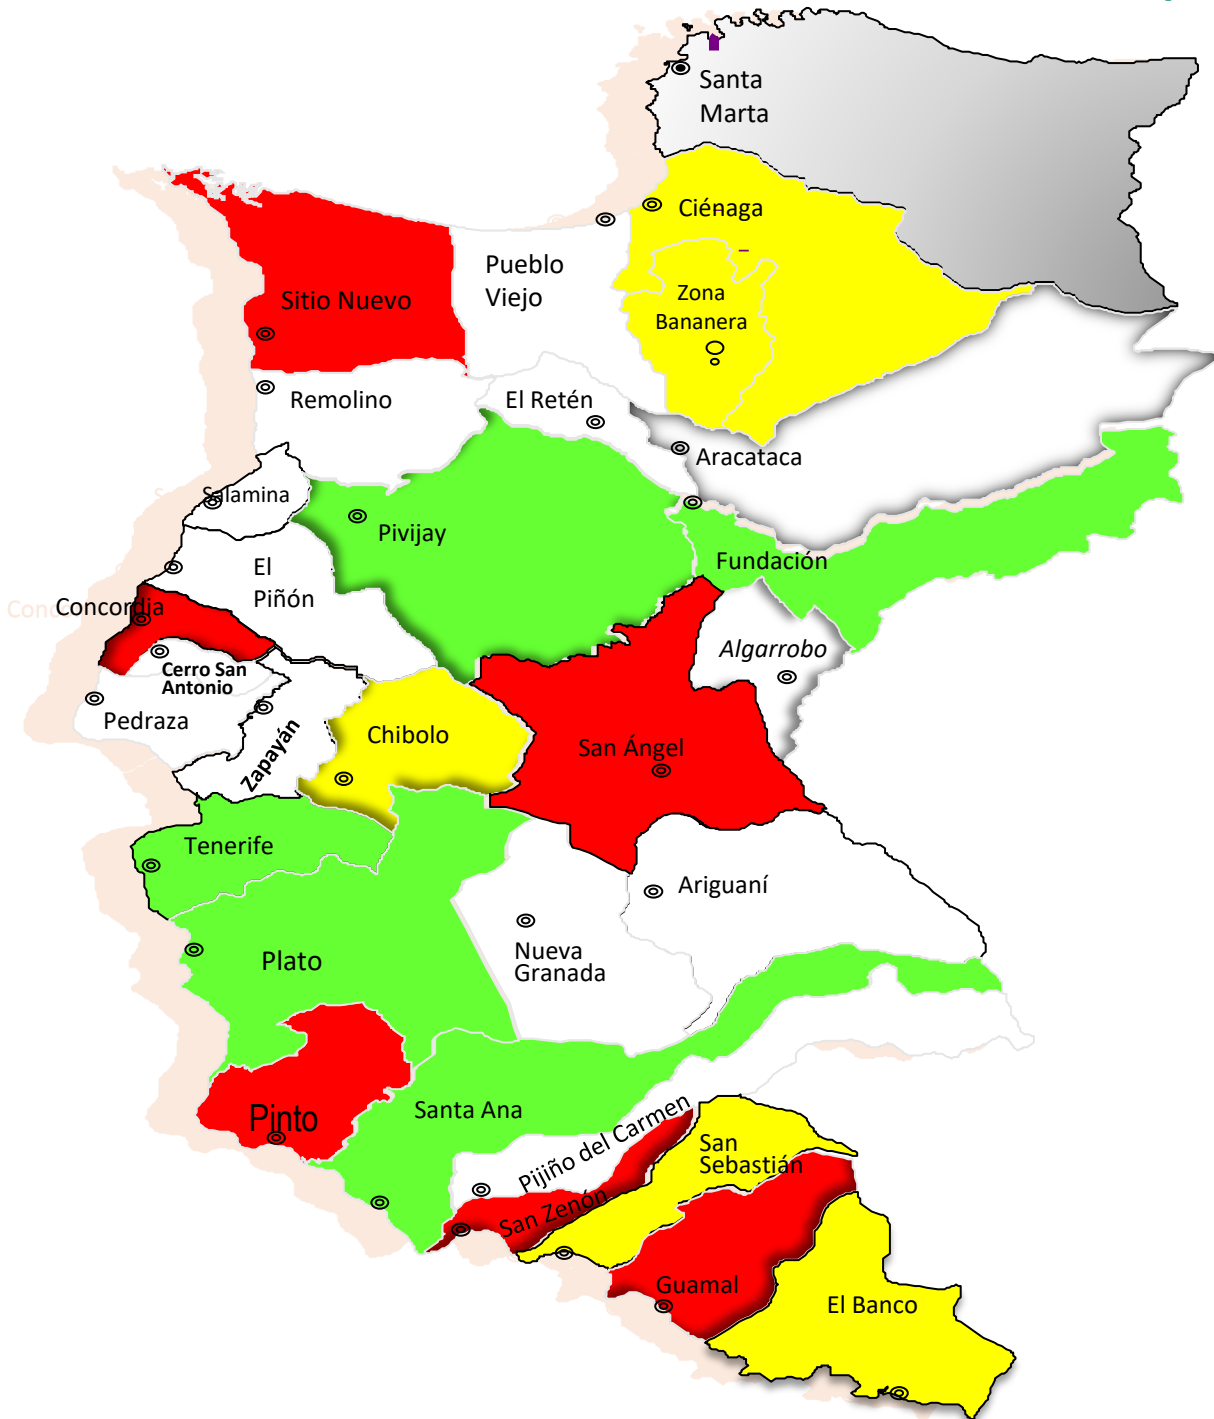 Santa
Marta
Ciénaga
Pueblo
Viejo
Zona
Bananera
Sitio Nuevo
Remolino
El Retén
Aracataca
Salamina
Pivijay
Fundación
El
Piñón
Concordia
Algarrobo
Cerro San
Antonio
Pedraza
Zapayán
Chibolo
San Ángel
Tenerife
Ariguaní
Plato
Nueva
Granada
Pinto
Santa Ana
Pijiño del Carmen
San
Sebastián
San Zenón
Guamal
El Banco